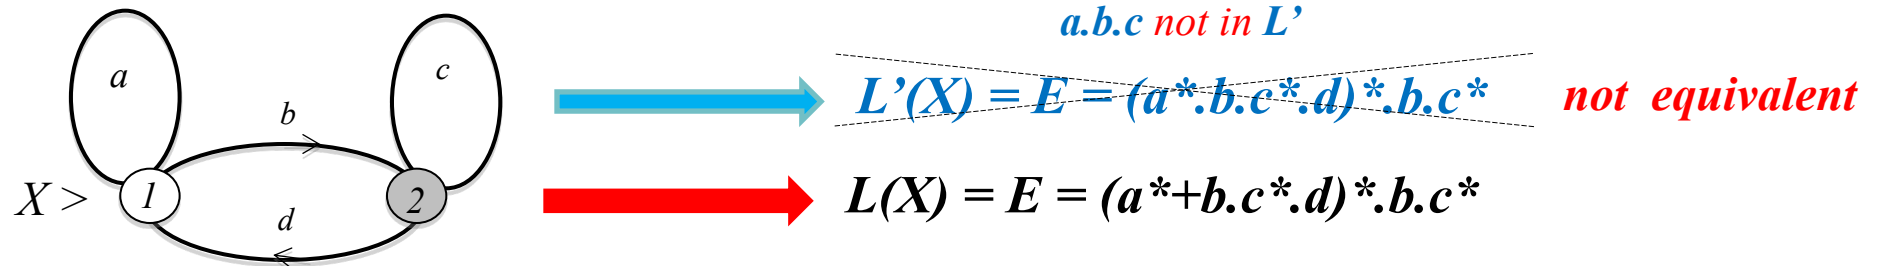 a.b.c not in L’
a
c
b
L’(X) = E = (a*.b.c*.d)*.b.c*
not equivalent
X >
1
2
L(X) = E = (a*+b.c*.d)*.b.c*
d